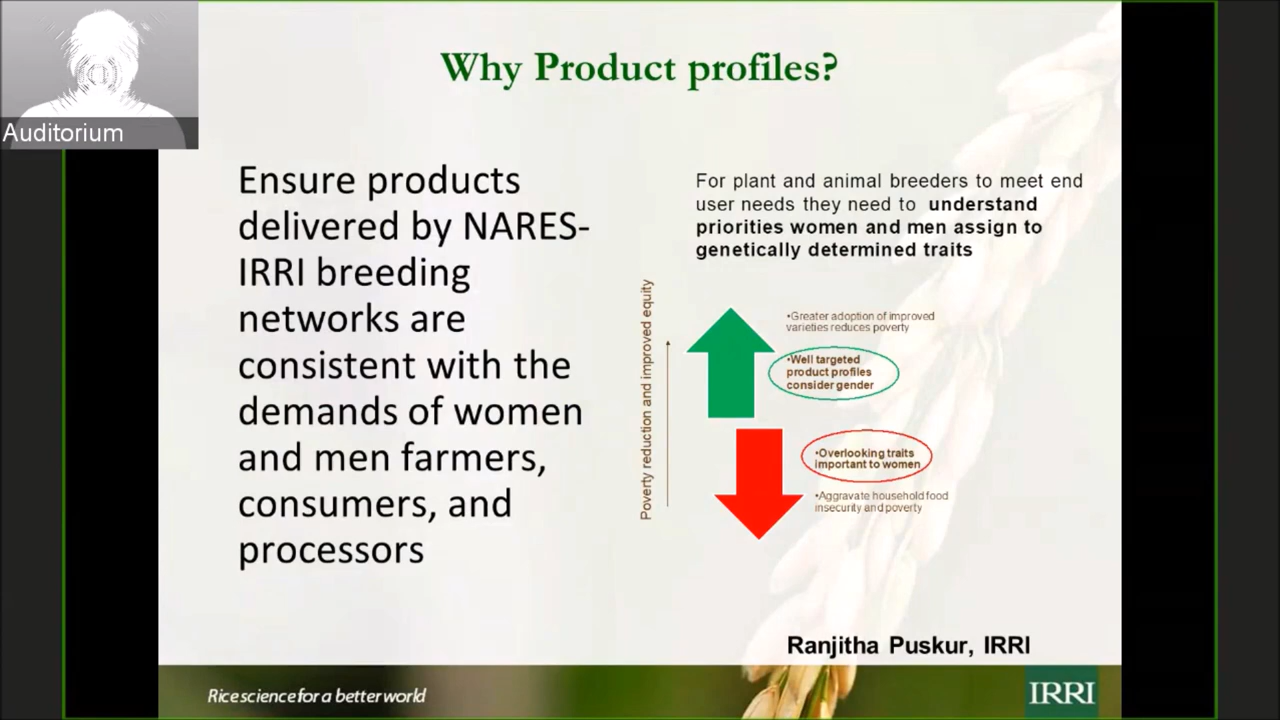 Auditorium
Why Product profiles?
Ensure products
delivered by NARES-
IRRI breeding
networks are
consistent with the
demands of women
and men farmers,
consumers, and
processors
For plant and animal breeders to meet end
user needs they need to understand
priorities women and men assign to
genetically determined traits
Poverty reduction and improved equity
•Greater adoption of improved
varieties reduces poverty
•Well targeted
product profiles
consider gender
•Overlooking traits
important to women
•Aggravate household food
insecurity and poverty
Ranjitha Puskur, IRRI
Rice science for a better world
IRRI